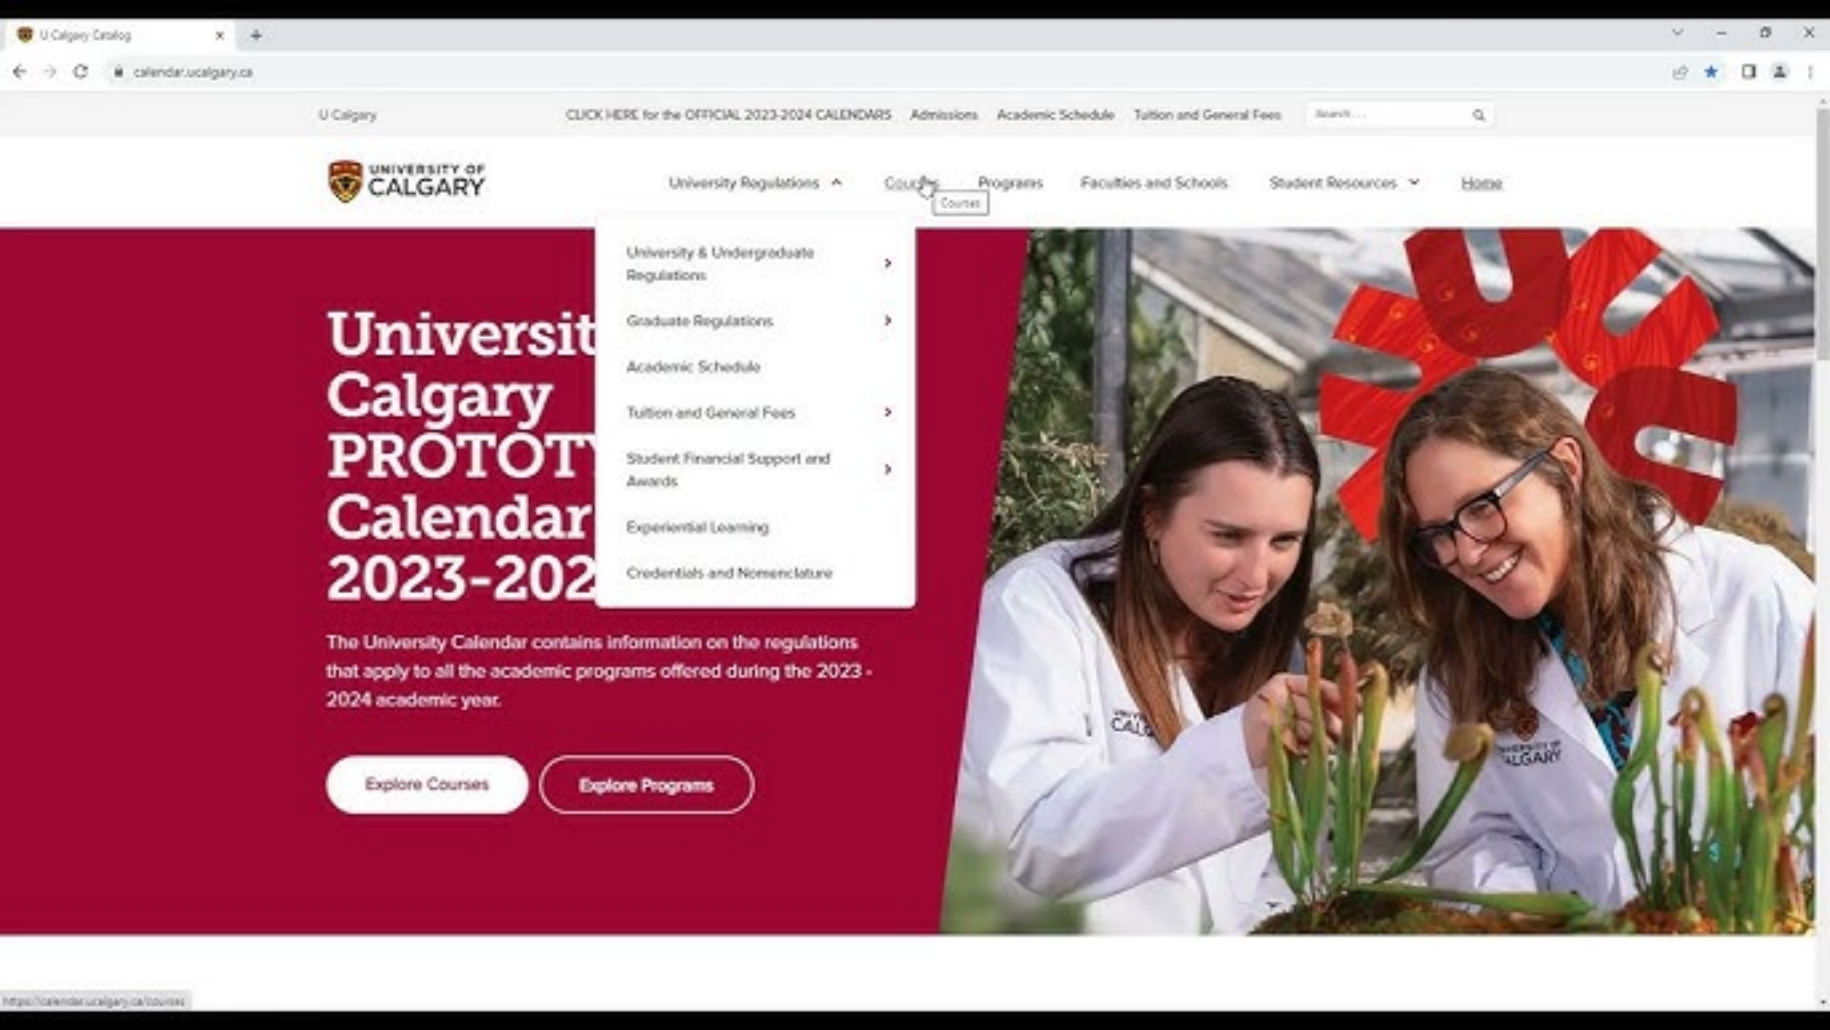 U Calgary Catalog
calendar.ucalgary.ca
U Calgary
CLICK HERE for the OFFICIAL 2023-2024 CALENDARS
Admissions
Academic Schedule
Tuition and General Fees
Search ...
UNIVERSITY OF
CALGARY
University Regulations
Courses
Programs
Faculties and Schools
Student Resources
Home
Courses
University & Undergraduate
Regulations
Graduate Regulations
Academic Schedule
Tuition and General Fees
Student Financial Support and
Awards
Experiential Learning
Credentials and Nomenclature
Universit
Calgary
PROTOTY
Calendar
2023-202
The University Calendar contains information on the regulations
that apply to all the academic programs offered during the 2023 -
2024 academic year.
Explore Courses
Explore Programs
UC
https://calendar.ucalgary.ca/courses